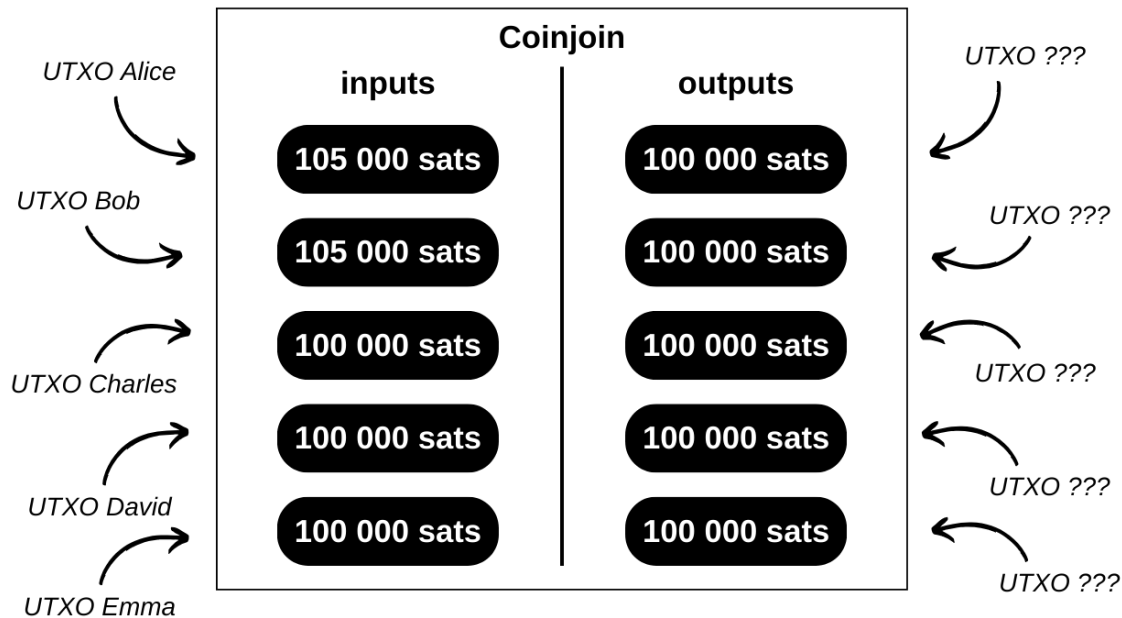 Coinjoin
inputs
outputs
UTXO Alice
105 000 sats
100 000 sats
UTXO ???
UTXO Bob
105 000 sats
100 000 sats
UTXO ???
UTXO Charles
100 000 sats
100 000 sats
UTXO ???
UTXO David
100 000 sats
100 000 sats
UTXO ???
UTXO Emma
100 000 sats
100 000 sats
UTXO ???